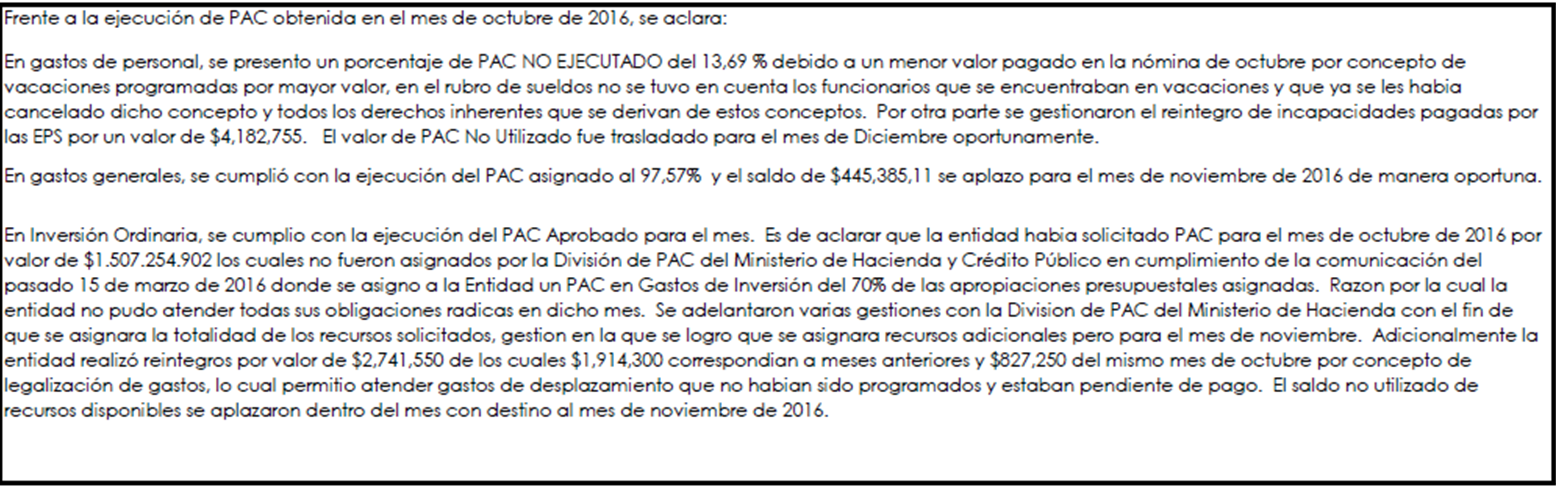 Frente a la ejecución de PAC obtenida en el mes de octubre de 2016, se aclara:
En gastos de personal, se presento un porcentaje de PAC NO EJECUTADO del 13,69 % debido a un menor valor pagado en la nómina de octubre por concepto de
vacaciones programadas por mayor valor, en el rubro de sueldos no se tuvo en cuenta los funcionarios que se encuentraban en vacaciones y que ya se les habia
cancelado dicho concepto y todos los derechos inherentes que se derivan de estos conceptos.  Por otra parte se gestionaron el reintegro de incapacidades pagadas por
las EPS por un valor de $4,182,755.   El valor de PAC No Utilizado fue trasladado para el mes de Diciembre oportunamente.
En gastos generales, se cumplió con la ejecución del PAC asignado al 97,57%  y el saldo de $445,385,11 se aplazo para el mes de noviembre de 2016 de manera oportuna.
En Inversión Ordinaria, se cumplio con la ejecución del PAC Aprobado para el mes.  Es de aclarar que la entidad habia solicitado PAC para el mes de octubre de 2016 por
valor de $1.507.254.902 los cuales no fueron asignados por la División de PAC del Ministerio de Hacienda y Crédito Público en cumplimiento de la comunicación del
pasado 15 de marzo de 2016 donde se asigno a la Entidad un PAC en Gastos de Inversión del 70% de las apropiaciones presupuestales asignadas.  Razon por la cual la
entidad no pudo atender todas sus obligaciones radicas en dicho mes.  Se adelantaron varias gestiones con la Division de PAC del Ministerio de Hacienda con el fin de
que se asignara la totalidad de los recursos solicitados, gestion en la que se logro que se asignara recursos adicionales pero para el mes de noviembre.  Adicionalmente la
entidad realizó reintegros por valor de $2,741,550 de los cuales $1,914,300 correspondian a meses anteriores y $827,250 del mismo mes de octubre por concepto de
legalización de gastos, lo cual permitio atender gastos de desplazamiento que no habian sido programados y estaban pendiente de pago.  El saldo no utilizado de
recursos disponibles se aplazaron dentro del mes con destino al mes de noviembre de 2016.